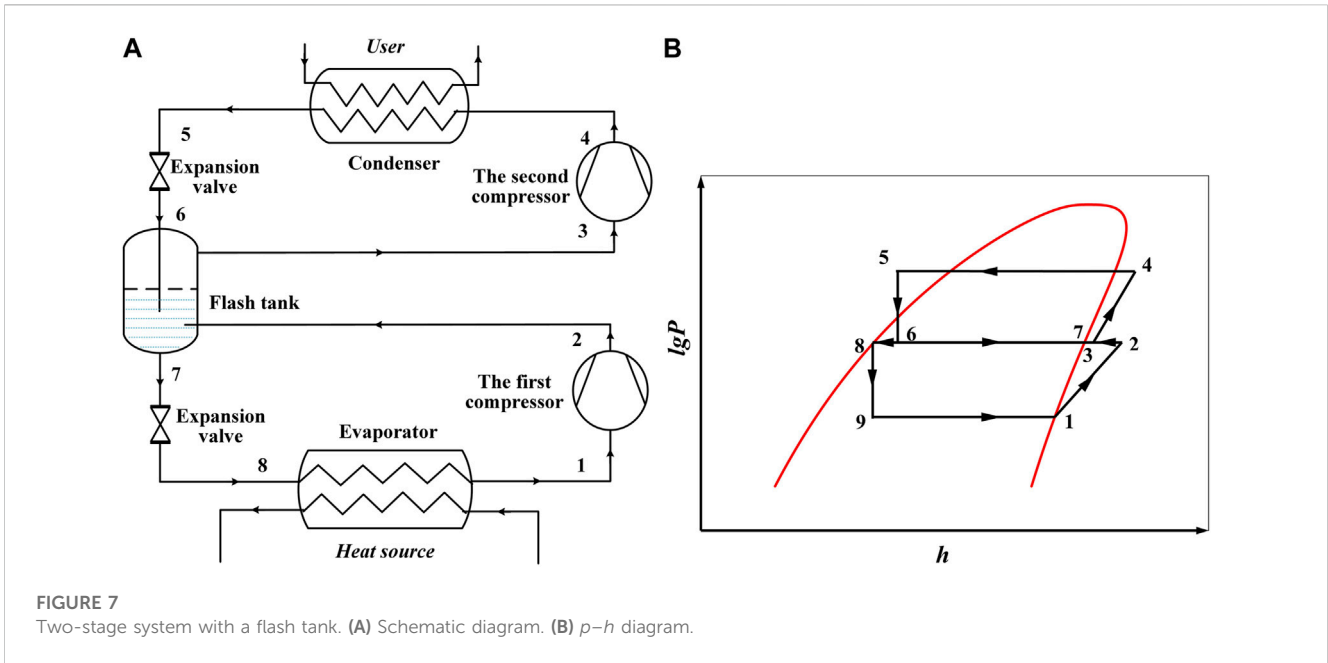 A
User
5
Condenser
4
Expansion
valve
The second
compressor
6
3
Flash tank
2
7
The first
compressor
Expansion
valve
Evaporator
8
1
Heat source
B
lgP
5
4
8
6
7
3
2
9
1
h
FIGURE 7
Two-stage system with a flash tank. (A) Schematic diagram. (B) p–h diagram.